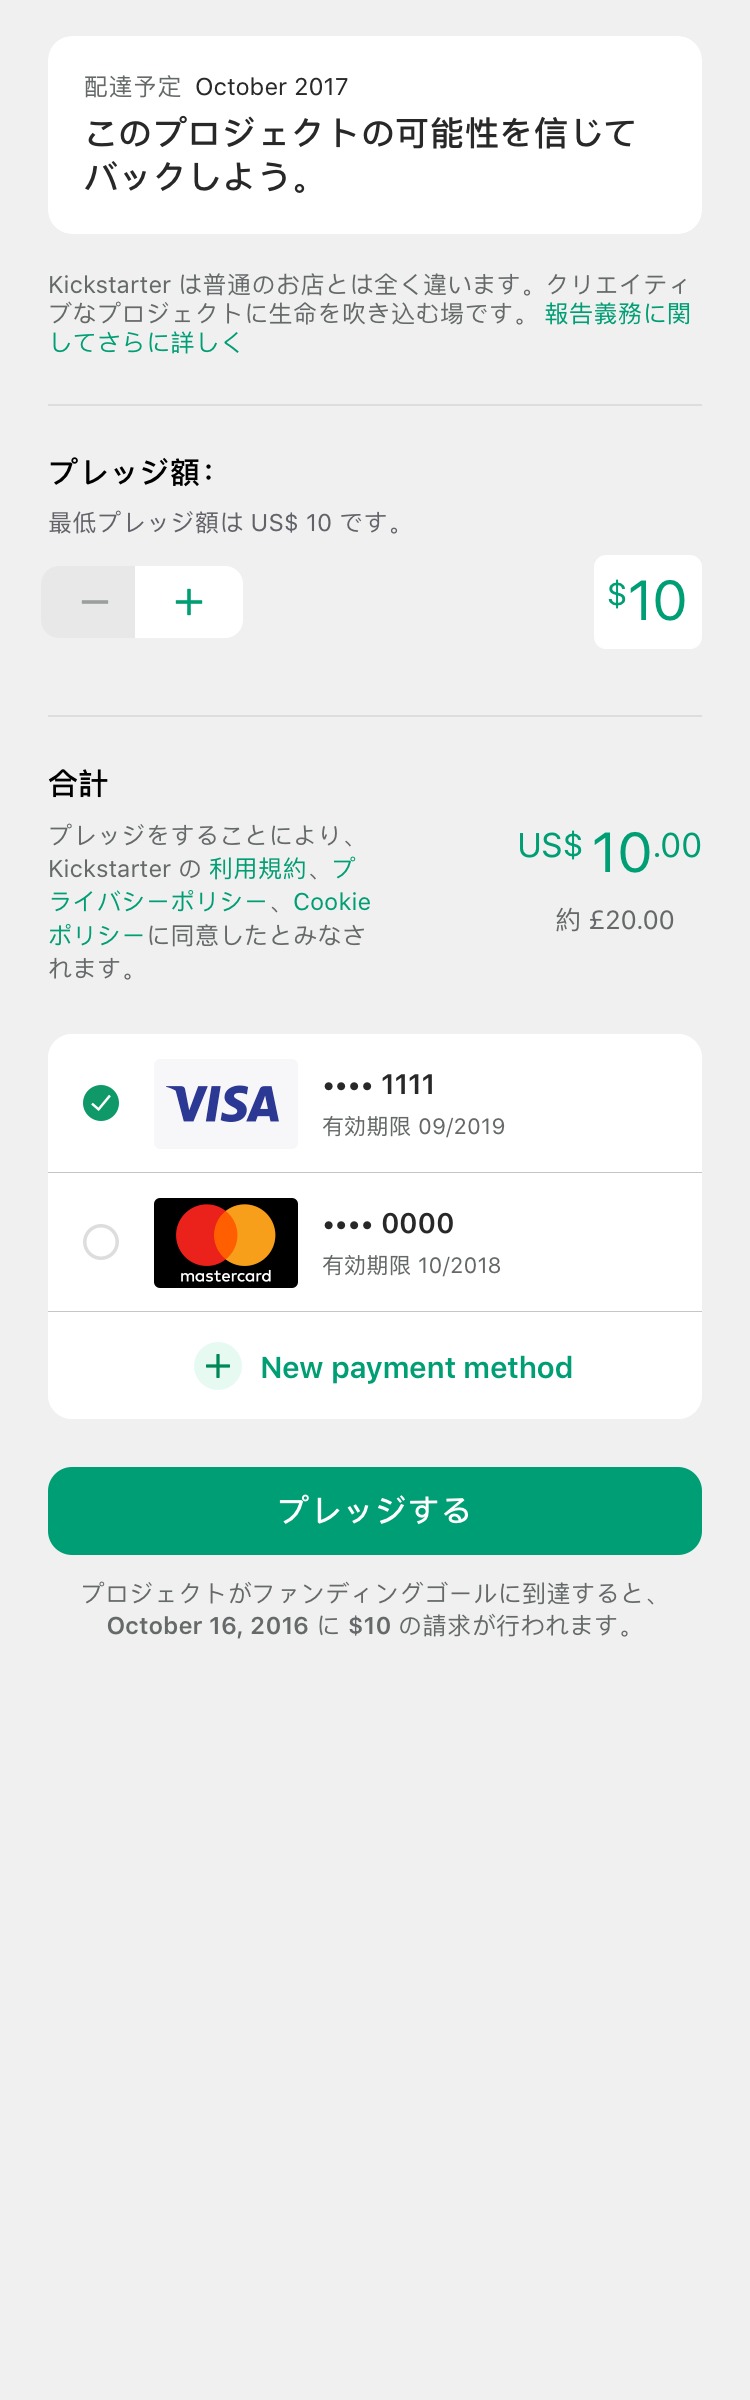 配達予定 October 2017
このプロジェクトの可能性を信じて
バックしよう。
Kickstarter は普通のお店とは全く違います。クリエイティ
ブなプロジェクトに生命を吹き込む場です。 報告義務に関
してさらに詳しく
プレッジ額：
最低プレッジ額は US$ 10 です。
− +
$10
合計
プレッジをすることにより、
Kickstarter の 利用規約、プ
ライバシーポリシー、Cookie
ポリシーに同意したとみなさ
れます。
US$ 10.00
約 £20.00
VISA
•••• 1111
有効期限 09/2019
mastercard
•••• 0000
有効期限 10/2018
+ New payment method
プレッジする
プロジェクトがファンディングゴールに到達すると、
October 16, 2016 に $10 の請求が行われます。